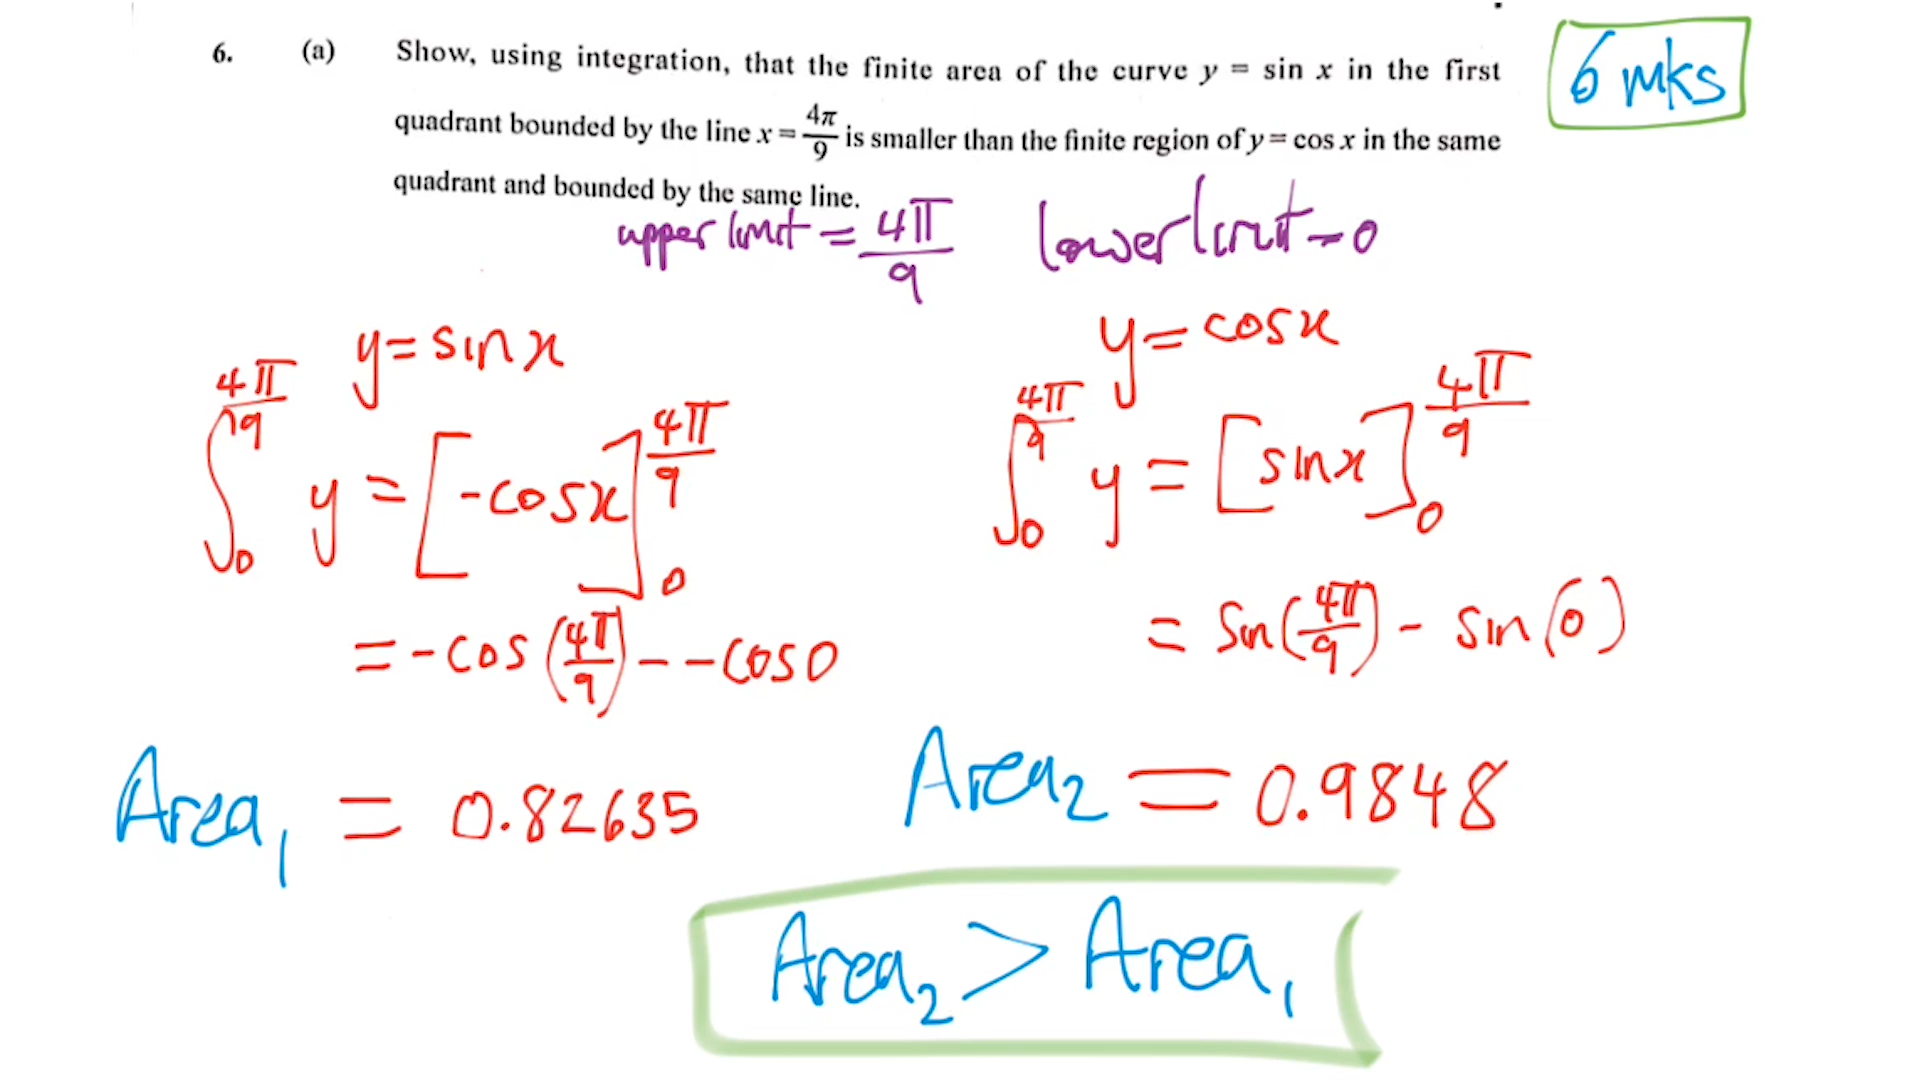 6. (a) Show, using integration, that the finite area of the curve y = sin x in the first
quadrant bounded by the line x = 4π/9 is smaller than the finite region of y = cos x in the same
quadrant and bounded by the same line.
6 mks
upper limit = 4π/9 lower limit = 0
y = sin x
∫₀^(4π/9) y = [-cos x]₀^(4π/9)
= -cos(4π/9) - -cos 0
Area₁ = 0.82635
y = cos x
∫₀^(4π/9) y = [sin x]₀^(4π/9)
= Sin(4π/9) - sin(0)
Area₂ = 0.9848
Area₂ > Area₁